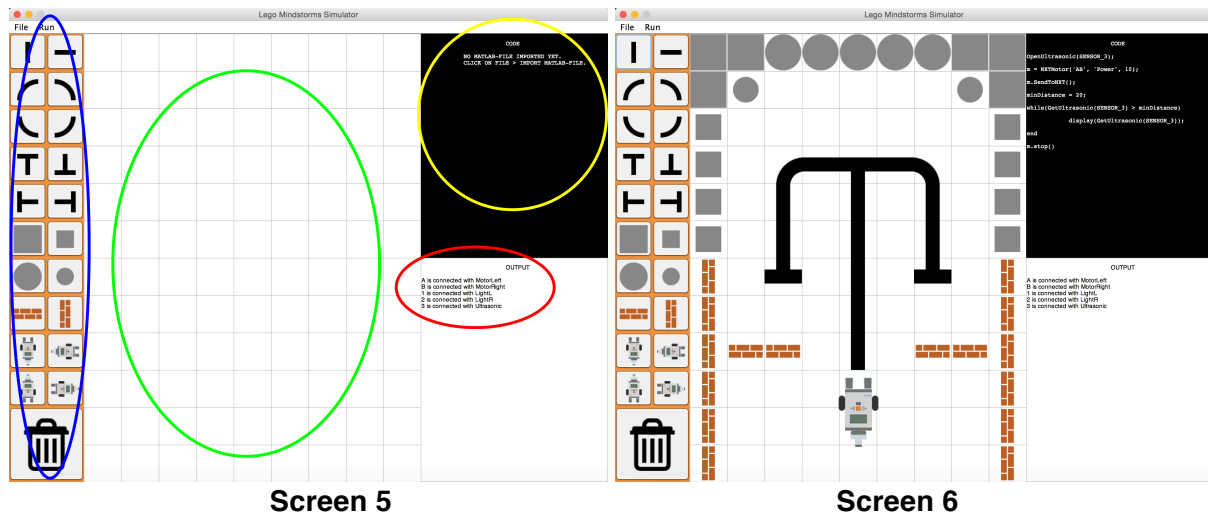 Lego Mindstorms Simulator
File Run
CODE
NO MATLAB-FILE IMPORTED YET.
CLICK ON FILE > IMPORT MATLAB-FILE.
OUTPUT
A is connected with MotorLeft
B is connected with MotorRight
1 is connected with LightL
2 is connected with LightR
3 is connected with Ultrasonic
Screen 5
Lego Mindstorms Simulator
File Run
CODE
OpenUltrasonic(SENSOR_3);
m = NXTMotor('AB', 'Power', 10);
m.SendToNXT();
minDistance = 20;
while(GetUltrasonic(SENSOR_3) > minDistance)
display(GetUltrasonic(SENSOR_3));
end
m.stop()
OUTPUT
A is connected with MotorLeft
B is connected with MotorRight
1 is connected with LightL
2 is connected with LightR
3 is connected with Ultrasonic
Screen 6